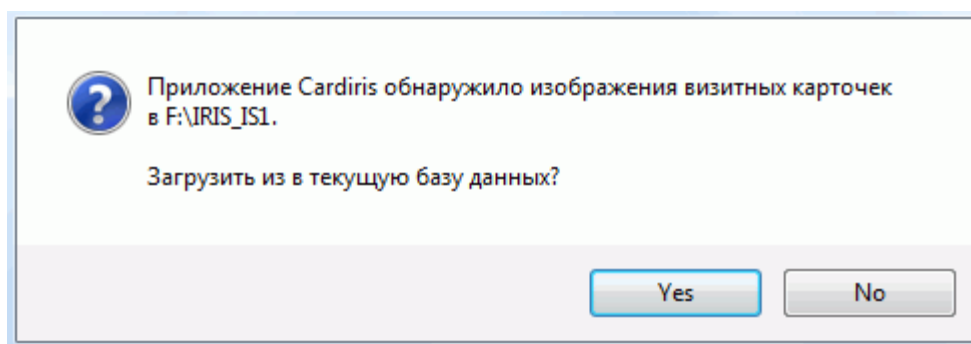 Приложение Cardiris обнаружило изображения визитных карточек
в F:\IRIS_IS1.
Загрузить из в текущую базу данных?
Yes No